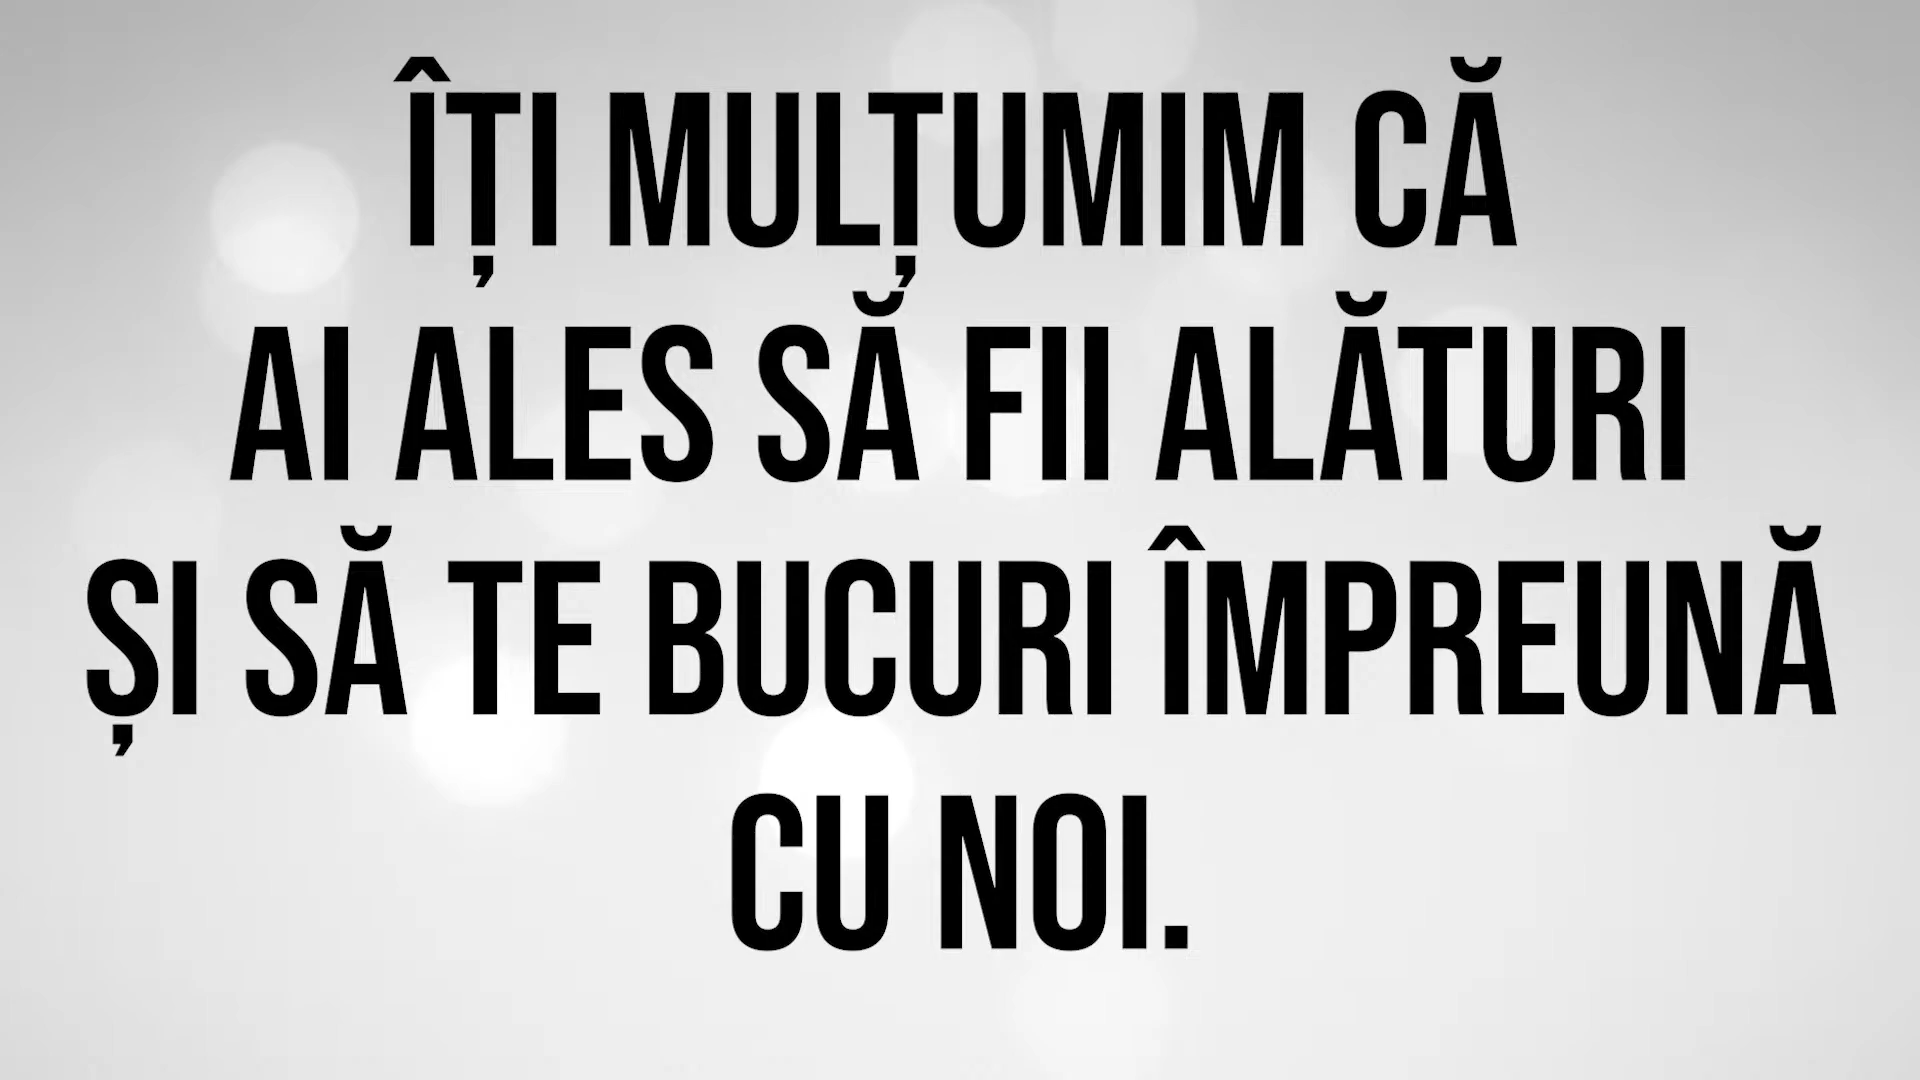 ÎȚI MULȚUMIM CĂ
AI ALES SĂ FII ALĂTURI
ȘI SĂ TE BUCURI ÎMPREUNĂ
CU NOI.